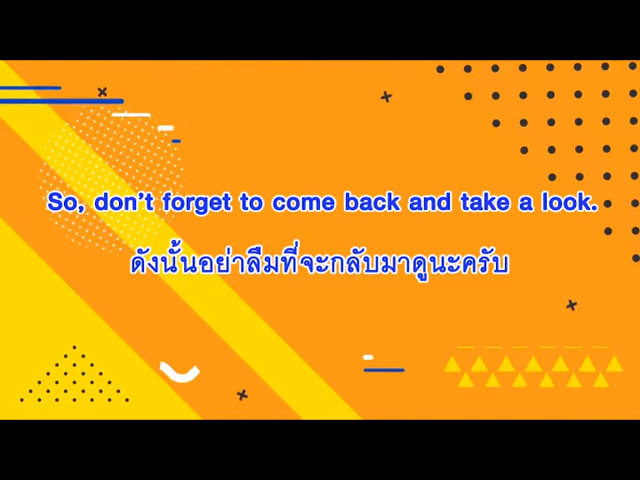 So, don't forget to come back and take a look.
ดังนั้นอย่าลืมที่จะกลับมาดูนะครับ